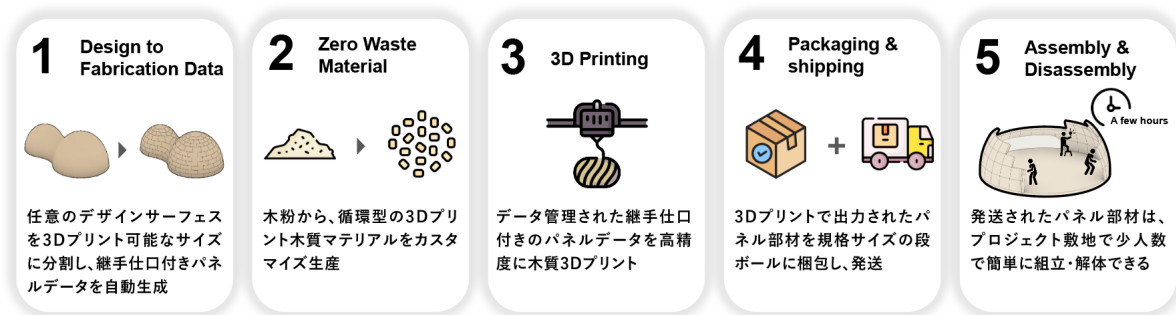 1
Design to
Fabrication Data
任意のデザインサーフェス
を3Dプリント可能なサイズ
に分割し、継手仕口付きパネ
ルデータを自動生成
2
Zero Waste
Material
木粉から、循環型の3Dプリ
ント木質マテリアルをカスタ
マイズ生産
3
3D Printing
データ管理された継手仕口
付きのパネルデータを高精
度に木質3Dプリント
4
Packaging &
shipping
3Dプリントで出力されたパ
ネル部材を規格サイズの段
ボールに梱包し、発送
5
Assembly &
Disassembly
A few hours
発送されたパネル部材は、
プロジェクト敷地で少人数
で簡単に組立・解体できる